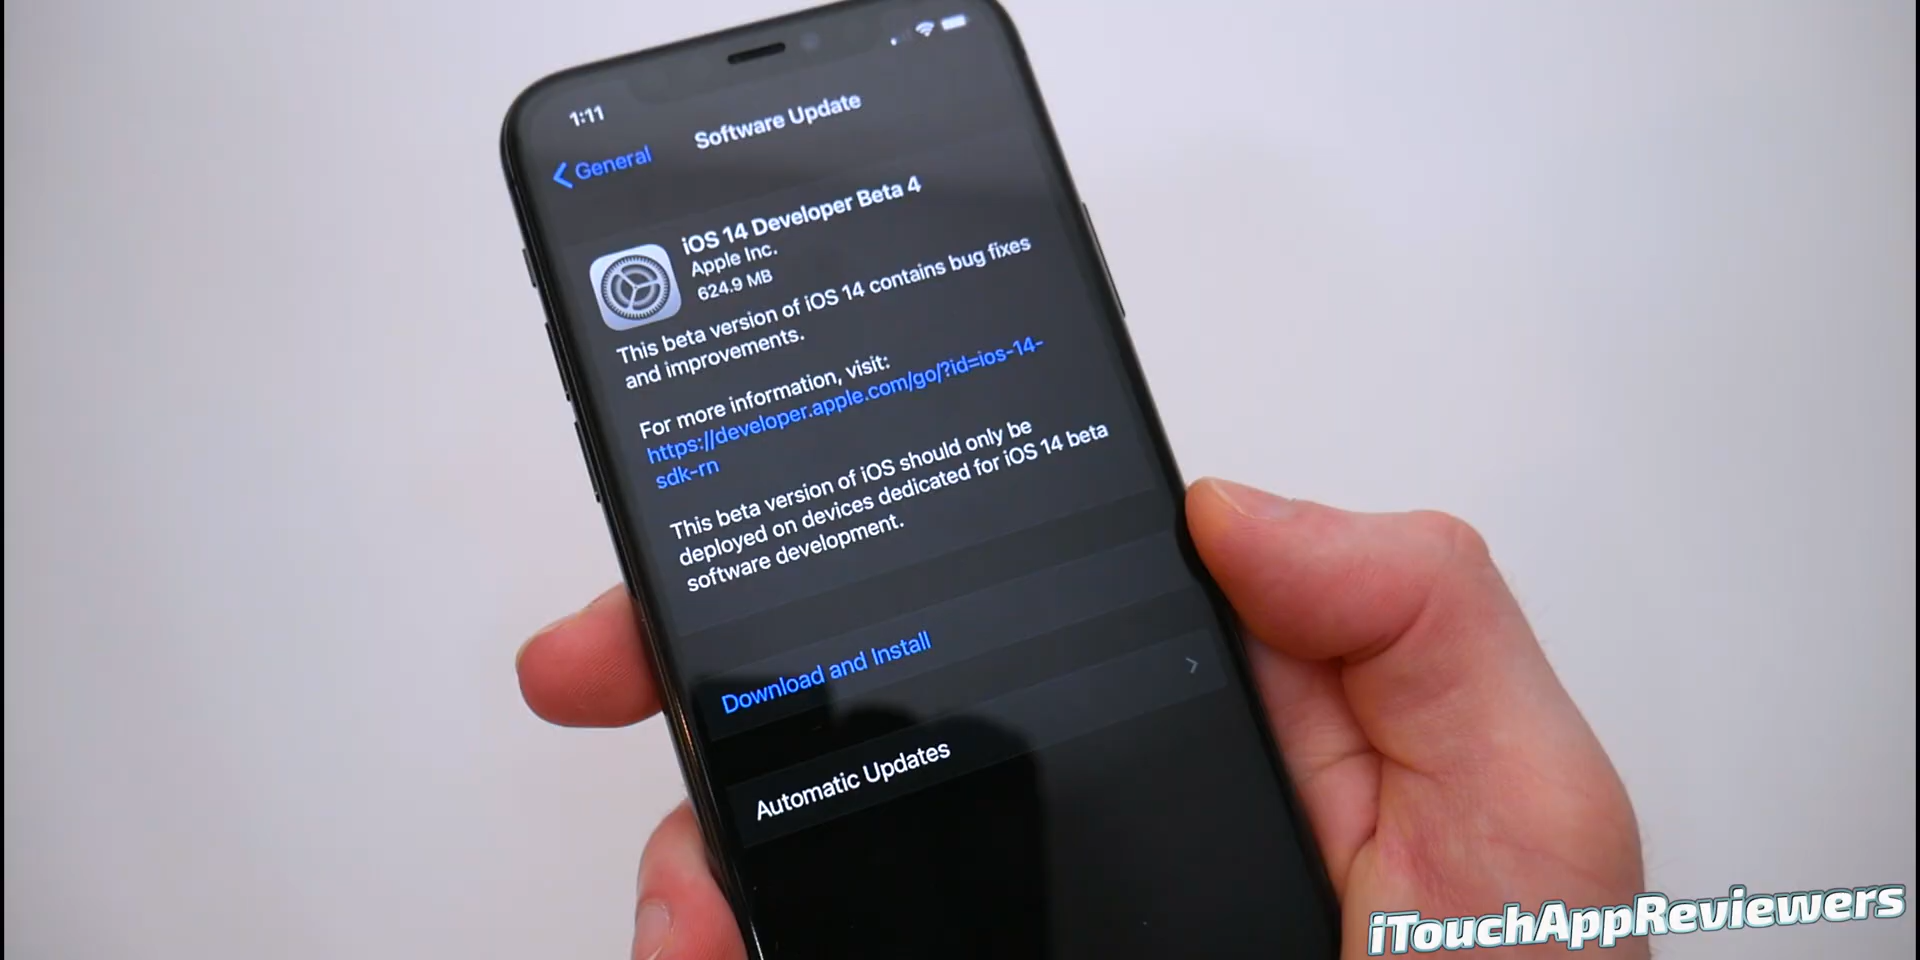 1:11
General
Software Update
iOS 14 Developer Beta 4
Apple Inc.
624.9 MB
This beta version of iOS 14 contains bug fixes
and improvements.
For more information, visit:
https://developer.apple.com/go/?id=ios-14-
sdk-rn
This beta version of iOS should only be
deployed on devices dedicated for iOS 14 beta
software development.
Download and Install
Automatic Updates
iTouchAppReviewers